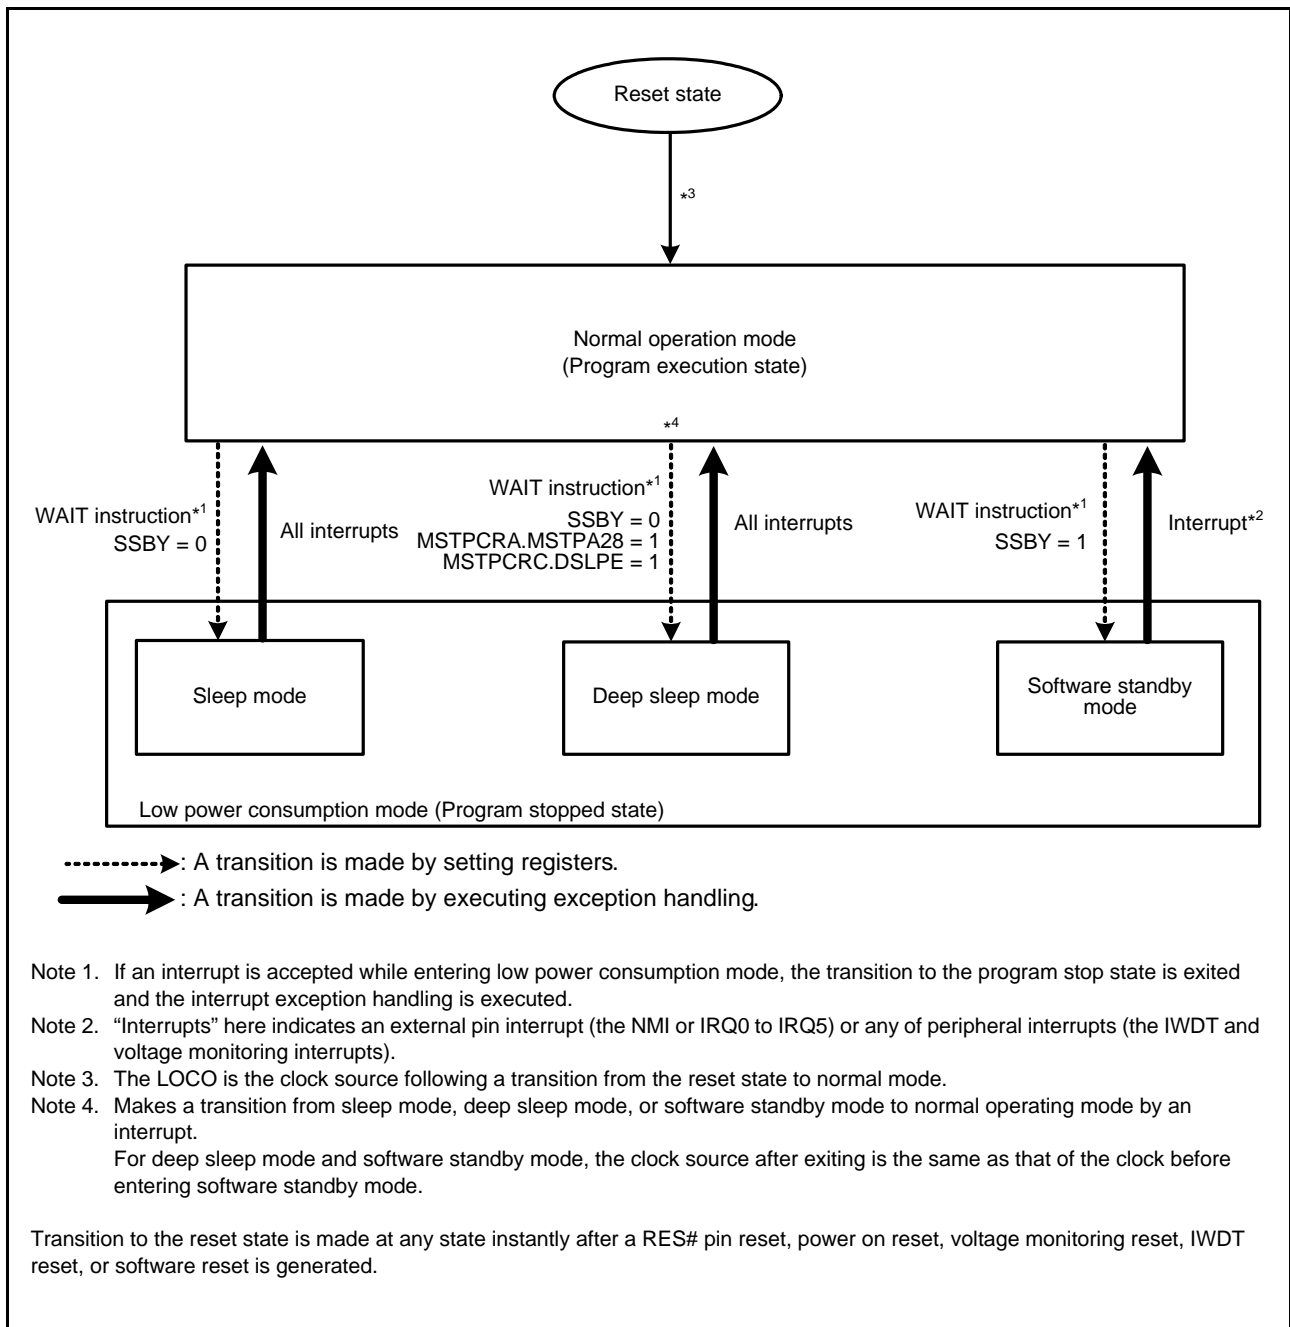 Reset state
*3
Normal operation mode
(Program execution state)
*4
WAIT instruction*1
SSBY = 0
All interrupts
WAIT instruction*1
SSBY = 0
MSTPCRA.MSTPA28 = 1
MSTPCRC.DSLPE = 1
All interrupts
WAIT instruction*1
SSBY = 1
Interrupt*2
Sleep mode
Deep sleep mode
Software standby
mode
Low power consumption mode (Program stopped state)
: A transition is made by setting registers.
: A transition is made by executing exception handling.
Note 1. If an interrupt is accepted while entering low power consumption mode, the transition to the program stop state is exited
and the interrupt exception handling is executed.
Note 2. “Interrupts” here indicates an external pin interrupt (the NMI or IRQ0 to IRQ5) or any of peripheral interrupts (the IWDT and
voltage monitoring interrupts).
Note 3. The LOCO is the clock source following a transition from the reset state to normal mode.
Note 4. Makes a transition from sleep mode, deep sleep mode, or software standby mode to normal operating mode by an
interrupt.
For deep sleep mode and software standby mode, the clock source after exiting is the same as that of the clock before
entering software standby mode.
Transition to the reset state is made at any state instantly after a RES# pin reset, power on reset, voltage monitoring reset, IWDT
reset, or software reset is generated.